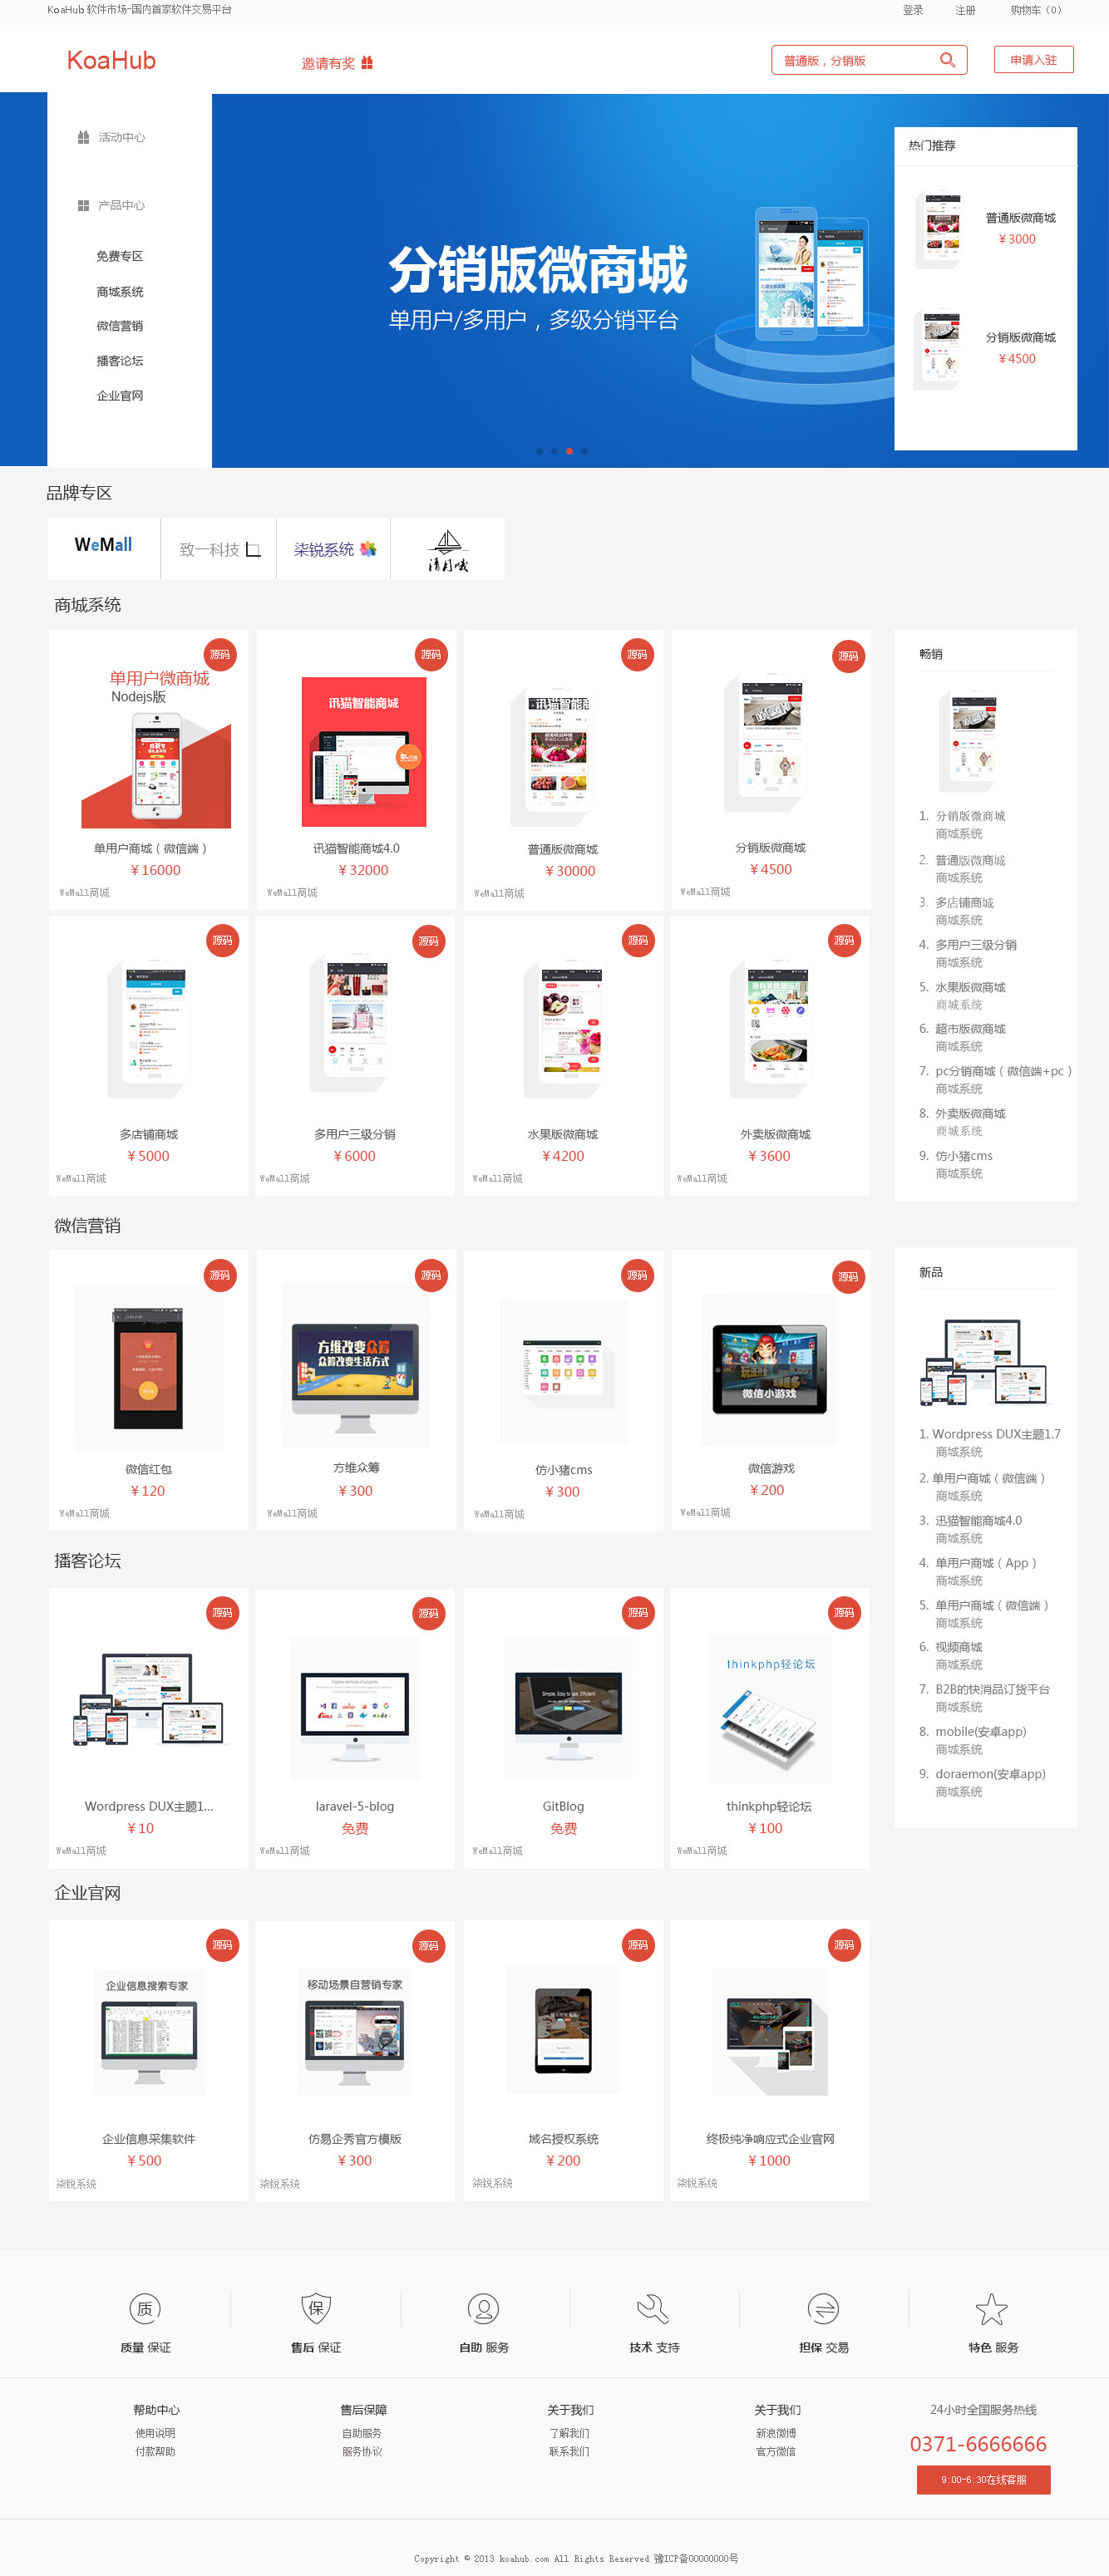 KoaHub 软件市场-国内首家软件交易平台
登录
注册
购物车（0）
KoaHub
邀请有奖
普通版，分销版
申请入驻
活动中心
产品中心
免费专区
商城系统
微信营销
播客论坛
企业官网
分销版微商城
单用户/多用户，多级分销平台
热门推荐
普通版微商城
￥3000
分销版微商城
￥4500
品牌专区
WeMall
致一科技
柒锐系统
商城系统
源码
单用户微商城
Nodejs版
单用户商城（微信端）
￥16000
WeMall商城
源码
讯猫智能商城
讯猫智能商城4.0
￥32000
WeMall商城
源码
讯猫智能商
普通版微商城
￥30000
WeMall商城
源码
分销版微商城
￥4500
WeMall商城
源码
多店铺商城
￥5000
WeMall商城
源码
多用户三级分销
￥6000
WeMall商城
源码
水果版微商城
￥4200
WeMall商城
源码
外卖版微商城
￥3600
WeMall商城
畅销
1. 分销版微商城
商城系统
2. 普通版微商城
商城系统
3. 多店铺商城
商城系统
4. 多用户三级分销
商城系统
5. 水果版微商城
商城系统
6. 超市版微商城
商城系统
7. pc分销商城（微信端+pc）
商城系统
8. 外卖版微商城
商城系统
9. 仿小猪cms
商城系统
微信营销
源码
微信红包
￥120
WeMall商城
源码
方维改变众筹
众筹改变生活方式
方维众筹
￥300
WeMall商城
源码
仿小猪cms
￥300
WeMall商城
源码
微信小游戏
微信游戏
￥200
WeMall商城
新品
1. Wordpress DUX主题1.7
商城系统
2. 单用户商城（微信端）
商城系统
3. 迅猫智能商城4.0
商城系统
4. 单用户商城（App）
商城系统
5. 单用户商城（微信端）
商城系统
6. 视频商城
商城系统
7. B2B的快消品订货平台
商城系统
8. mobile(安卓app)
商城系统
9. doraemon(安卓app)
商城系统
播客论坛
源码
Wordpress DUX主题1...
￥10
WeMall商城
源码
laravel-5-blog
免费
WeMall商城
源码
Simple, Easy to use, Efficient
GitBlog
免费
WeMall商城
源码
thinkphp轻论坛
thinkphp轻论坛
￥100
WeMall商城
企业官网
源码
企业信息搜索专家
企业信息采集软件
￥500
柒锐系统
源码
移动场景自营销专家
仿易企秀官方模版
￥300
柒锐系统
源码
域名授权系统
￥200
柒锐系统
源码
终极纯净响应式企业官网
￥1000
柒锐系统
质
质量 保证
保
售后 保证
自助 服务
技术 支持
担保 交易
特色 服务
帮助中心
使用说明
付款帮助
售后保障
自助服务
服务协议
关于我们
了解我们
联系我们
关于我们
新浪微博
官方微信
24小时全国服务热线
0371-6666666
9:00-6:30在线客服
Copyright © 2013 koahub.com All Rights Reserved 豫ICP备00000000号